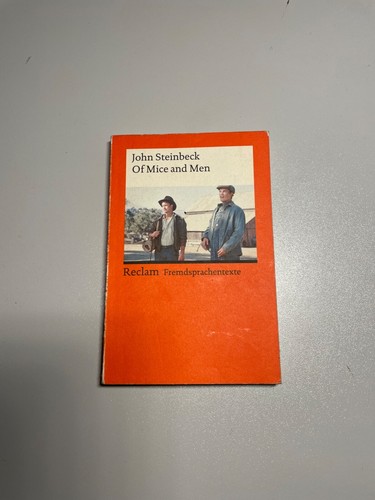 John Steinbeck
Of Mice and Men
Reclam Fremdsprachentexte